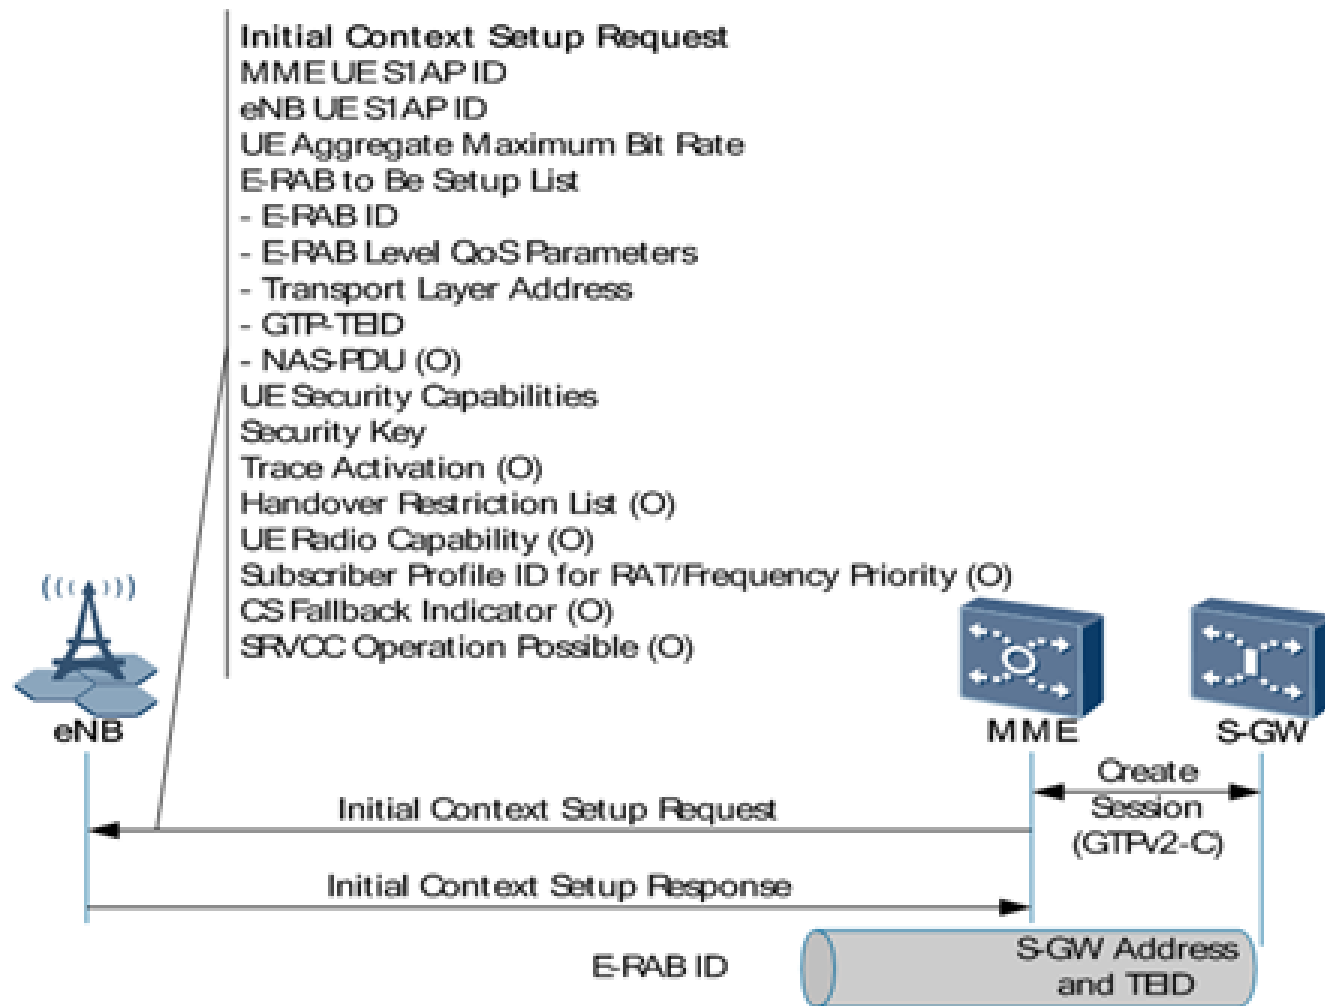 Initial Context Setup Request
MME UE S1AP ID
eNB UE S1AP ID
UE Aggregate Maximum Bit Rate
E-RAB to Be Setup List
- E-RAB ID
- E-RAB Level QoS Parameters
- Transport Layer Address
- GTP-TEID
- NAS-PDU (O)
UE Security Capabilities
Security Key
Trace Activation (O)
Handover Restriction List (O)
UE Radio Capability (O)
Subscriber Profile ID for RAT/Frequency Priority (O)
CS Fallback Indicator (O)
SRVCC Operation Possible (O)
eNB
MME
S-GW
Create
Session
(GTPv2-C)
Initial Context Setup Request
Initial Context Setup Response
E-RAB ID
S-GW Address
and TEID